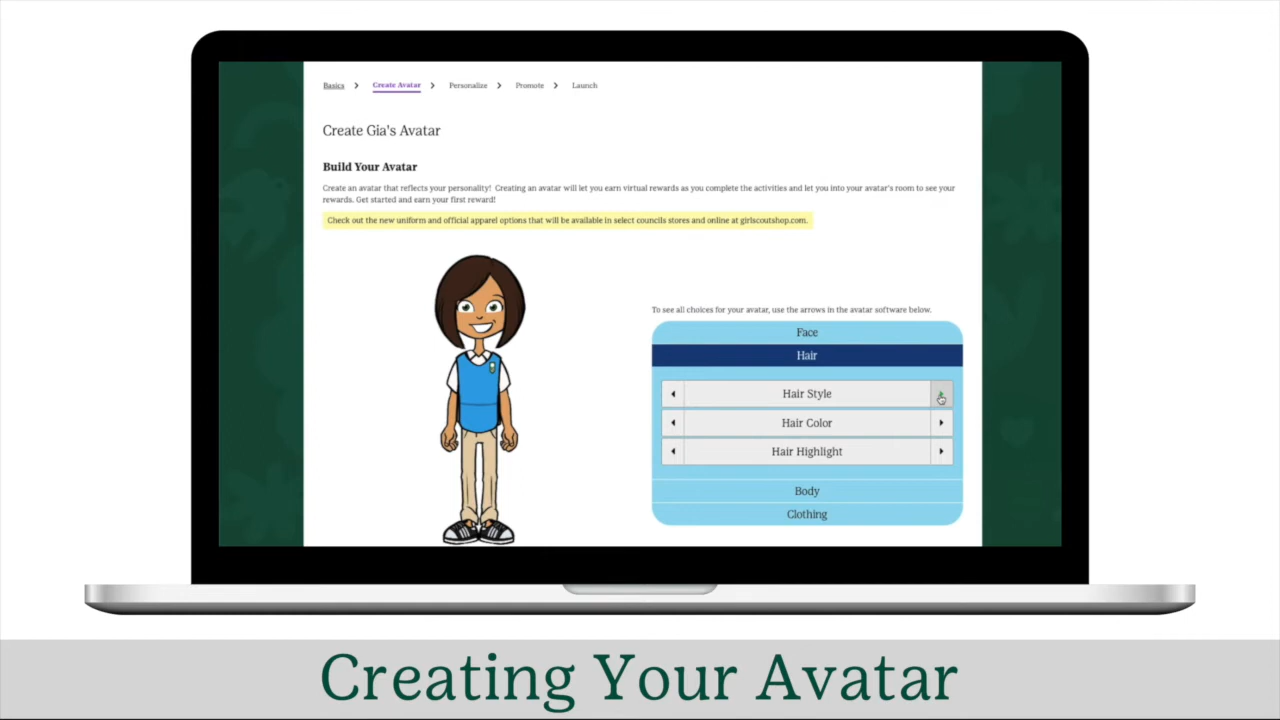 Basics
Create Avatar
Personalize
Promote
Launch
Create Gia's Avatar
Build Your Avatar
Create an avatar that reflects your personality! Creating an avatar will let you earn virtual rewards as you complete the activities and let you into your avatar's room to see your
rewards. Get started and earn your first reward!
Check out the new uniform and official apparel options that will be available in select councils stores and online at girlscoutshop.com.
To see all choices for your avatar, use the arrows in the avatar software below.
Face
Hair
Hair Style
Hair Color
Hair Highlight
Body
Clothing
Creating Your Avatar